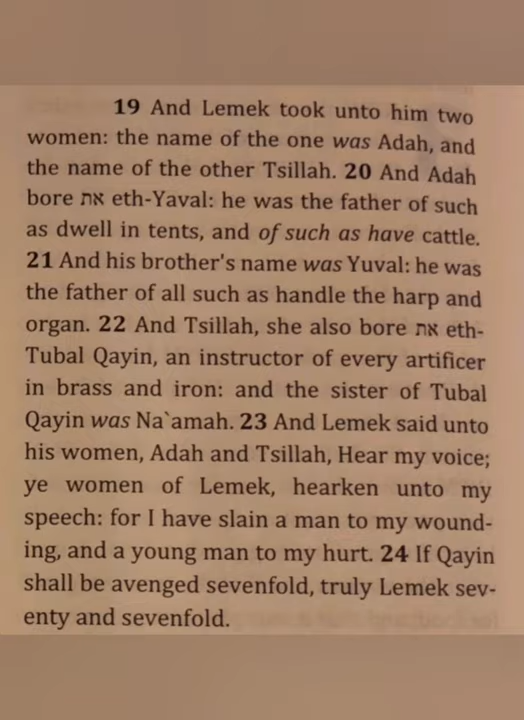 19 And Lemek took unto him two
women: the name of the one was Adah, and
the name of the other Tsillah. 20 And Adah
bore את eth-Yaval: he was the father of such
as dwell in tents, and of such as have cattle.
21 And his brother's name was Yuval: he was
the father of all such as handle the harp and
organ. 22 And Tsillah, she also bore את eth-
Tubal Qayin, an instructor of every artificer
in brass and iron: and the sister of Tubal
Qayin was Na`amah. 23 And Lemek said unto
his women, Adah and Tsillah, Hear my voice;
ye women of Lemek, hearken unto my
speech: for I have slain a man to my wound-
ing, and a young man to my hurt. 24 If Qayin
shall be avenged sevenfold, truly Lemek sev-
enty and sevenfold.